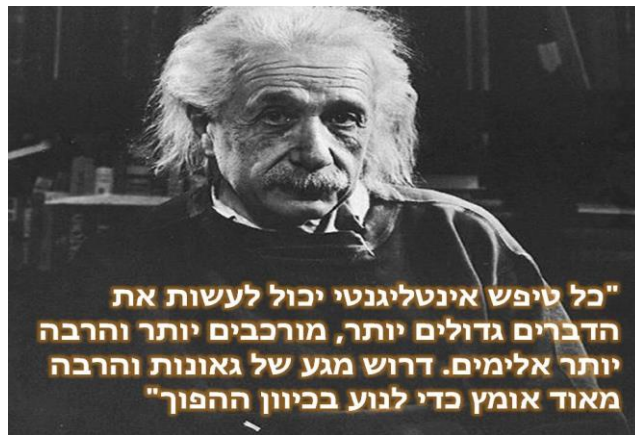 "כל טיפש אינטליגנטי יכול לעשות את
הדברים גדולים יותר, מורכבים יותר והרבה
יותר אלימים. דרוש מגע של גאונות והרבה
מאוד אומץ כדי לנוע בכיוון ההפוך"